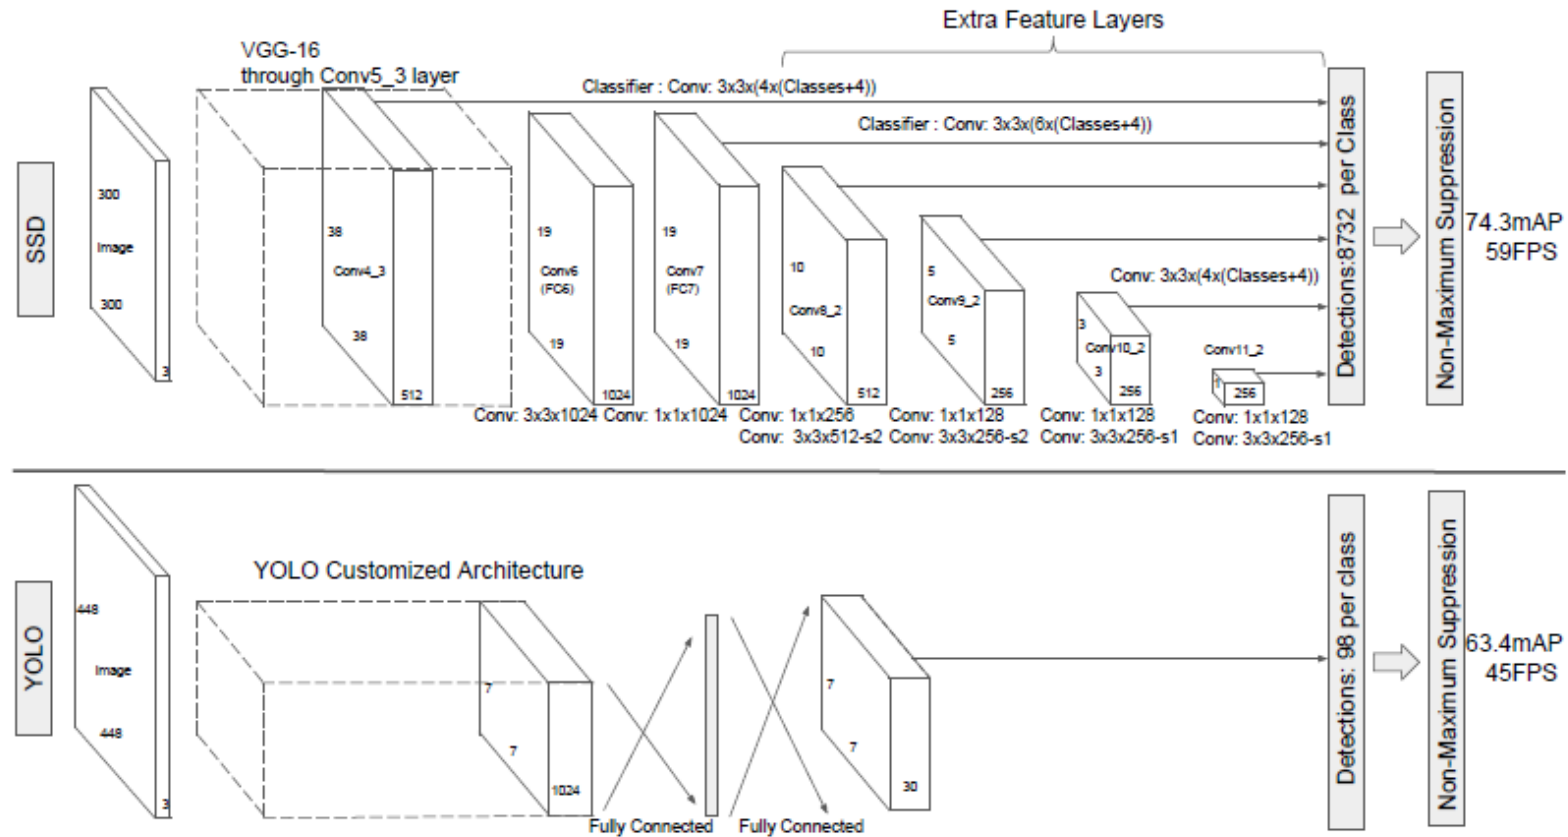 Extra Feature Layers
VGG-16
through Conv5_3 layer
Classifier : Conv: 3x3x(4x(Classes+4))
Classifier : Conv: 3x3x(6x(Classes+4))
SSD
300
Image
300
3
38
Conv4_3
38
512
19
Conv6
(FC6)
19
1024
19
Conv7
(FC7)
19
1024
10
Conv8_2
10
512
5
Conv9_2
5
256
Conv: 3x3x(4x(Classes+4))
3
Conv10_2
3
256
Conv11_2
1
256
Conv: 3x3x1024
Conv: 1x1x1024
Conv: 1x1x256
Conv: 3x3x512-s2
Conv: 1x1x128
Conv: 3x3x256-s2
Conv: 1x1x128
Conv: 3x3x256-s1
Conv: 1x1x128
Conv: 3x3x256-s1
Detections:8732 per Class
Non-Maximum Suppression
74.3mAP
59FPS
YOLO
448
Image
448
3
YOLO Customized Architecture
7
7
1024
Fully Connected
Fully Connected
7
7
30
Detections: 98 per class
Non-Maximum Suppression
63.4mAP
45FPS